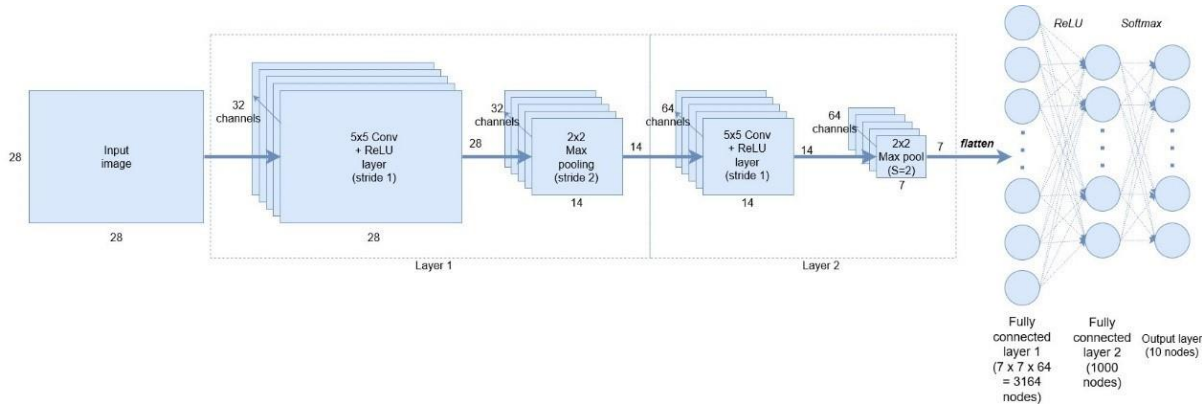 28
Input
image
28
32
channels
5x5 Conv
+ ReLU
layer
(stride 1)
28
28
32
channels
2x2
Max
pooling
(stride 2)
14
14
Layer 1
64
channels
5x5 Conv
+ ReLU
layer
(stride 1)
14
14
64
channels
2x2
Max pool
(S=2)
7
7
Layer 2
flatten
ReLU
Softmax
Fully
connected
layer 1
(7 x 7 x 64
= 3164
nodes)
Fully
connected
layer 2
(1000
nodes)
Output layer
(10 nodes)